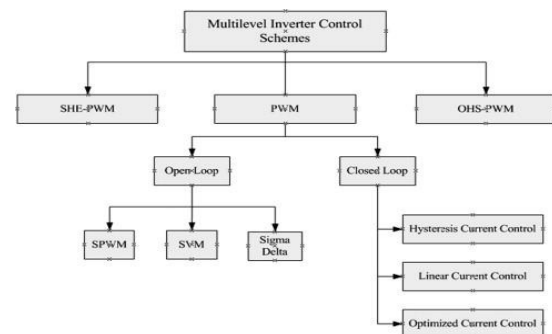 Multilevel Inverter Control
Schemes
SHE-PWM
PWM
OHS-PWM
Open-Loop
Closed Loop
SPWM
SVM
Sigma
Delta
Hysteresis Current Control
Linear Current Control
Optimized Current Control